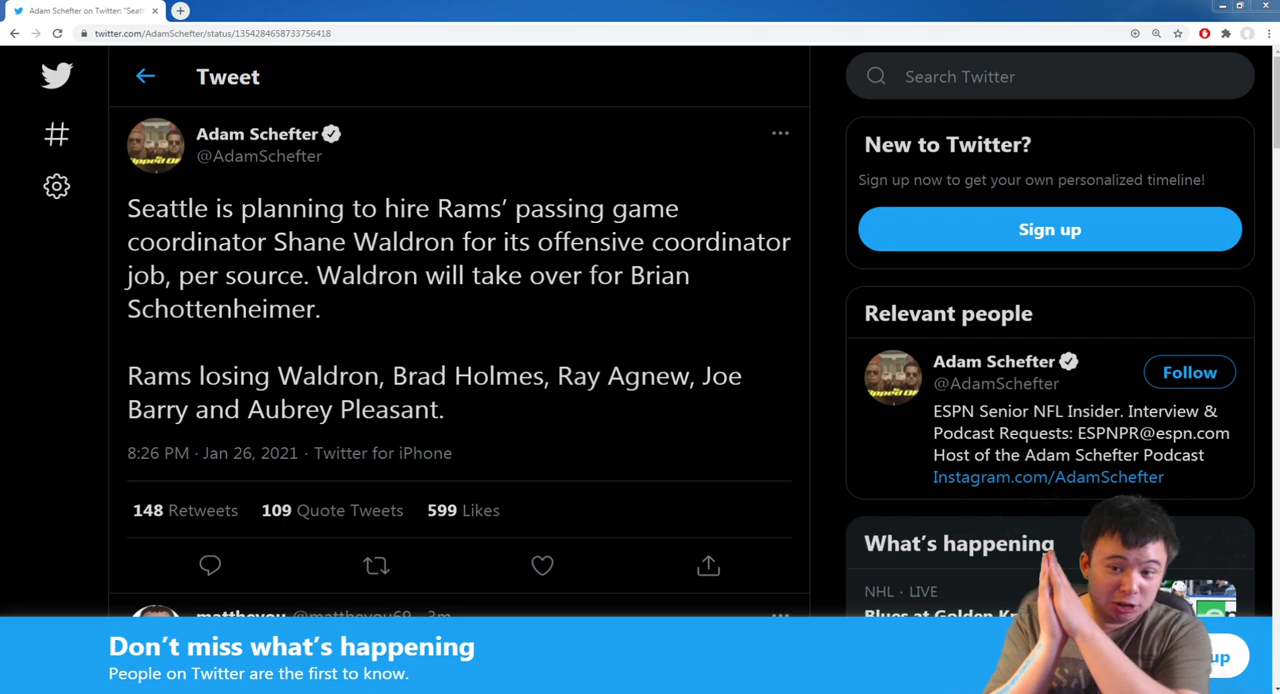 Adam Schefter on Twitter: "Seatt
twitter.com/AdamSchefter/status/1354284658733756418
Tweet
Search Twitter
Adam Schefter
@AdamSchefter
Seattle is planning to hire Rams’ passing game
coordinator Shane Waldron for its offensive coordinator
job, per source. Waldron will take over for Brian
Schottenheimer.
Rams losing Waldron, Brad Holmes, Ray Agnew, Joe
Barry and Aubrey Pleasant.
8:26 PM · Jan 26, 2021 · Twitter for iPhone
148 Retweets 109 Quote Tweets 599 Likes
New to Twitter?
Sign up now to get your own personalized timeline!
Sign up
Relevant people
Adam Schefter
@AdamSchefter
Follow
ESPN Senior NFL Insider. Interview &
Podcast Requests: ESPNPR@espn.com
Host of the Adam Schefter Podcast
Instagram.com/AdamSchefter
What’s happening
NHL · LIVE
Blues at Golden Kn
Don’t miss what’s happening
People on Twitter are the first to know.
up